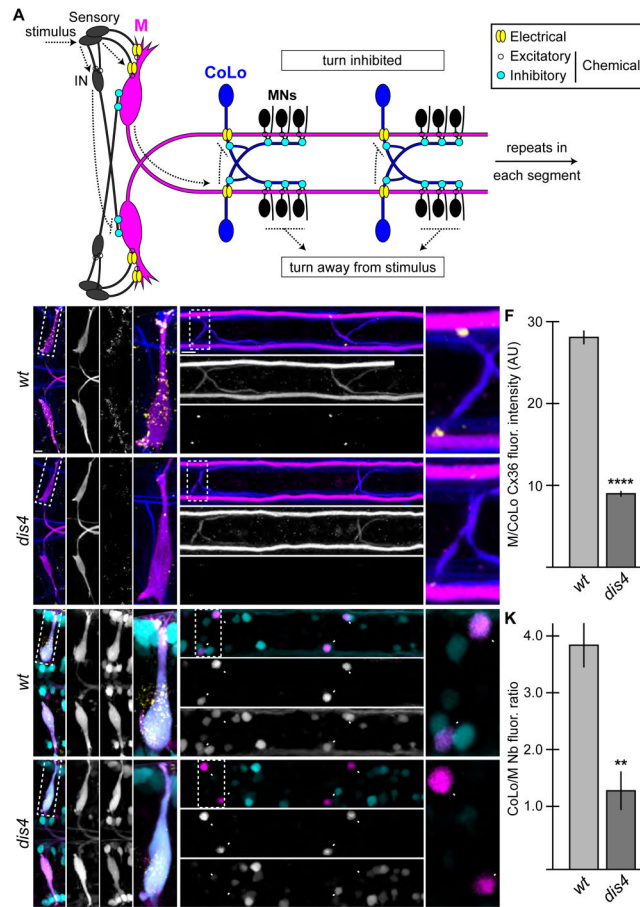 A
Sensory
stimulus
M
IN
CoLo
MNs
turn inhibited
Electrical
Excitatory
Inhibitory
Chemical
repeats in
each segment
turn away from stimulus
wt
dis4
wt
dis4
F
M/CoLo Cx36 fluor. intensity (AU)
30
20
10
****
wt
dis4
K
CoLo/M Nb fluor. ratio
4.0
3.0
2.0
1.0
**
wt
dis4